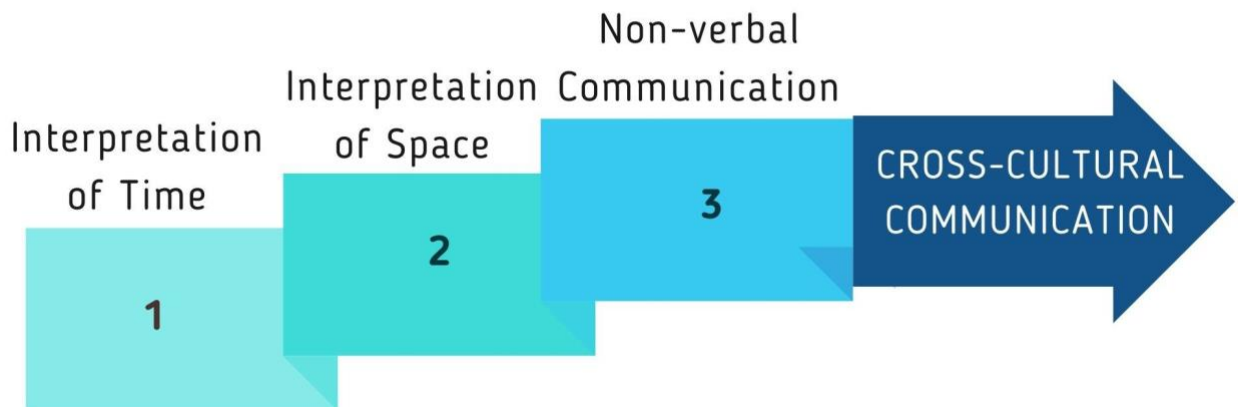 Interpretation
of Time
1
Interpretation
of Space
2
Non-verbal
Communication
3
CROSS-CULTURAL
COMMUNICATION